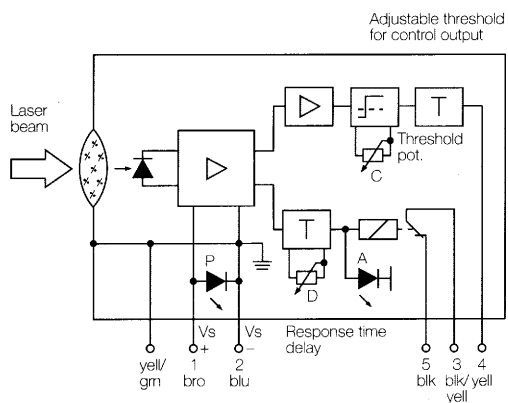 Adjustable threshold
for control output
Laser
beam
T
Threshold
pot.
C
T
P
A
D
Vs
+
Vs
−
Response time
delay
yell/
grn
1
bro
2
blu
5
blk
3
blk/
yell
4
yell